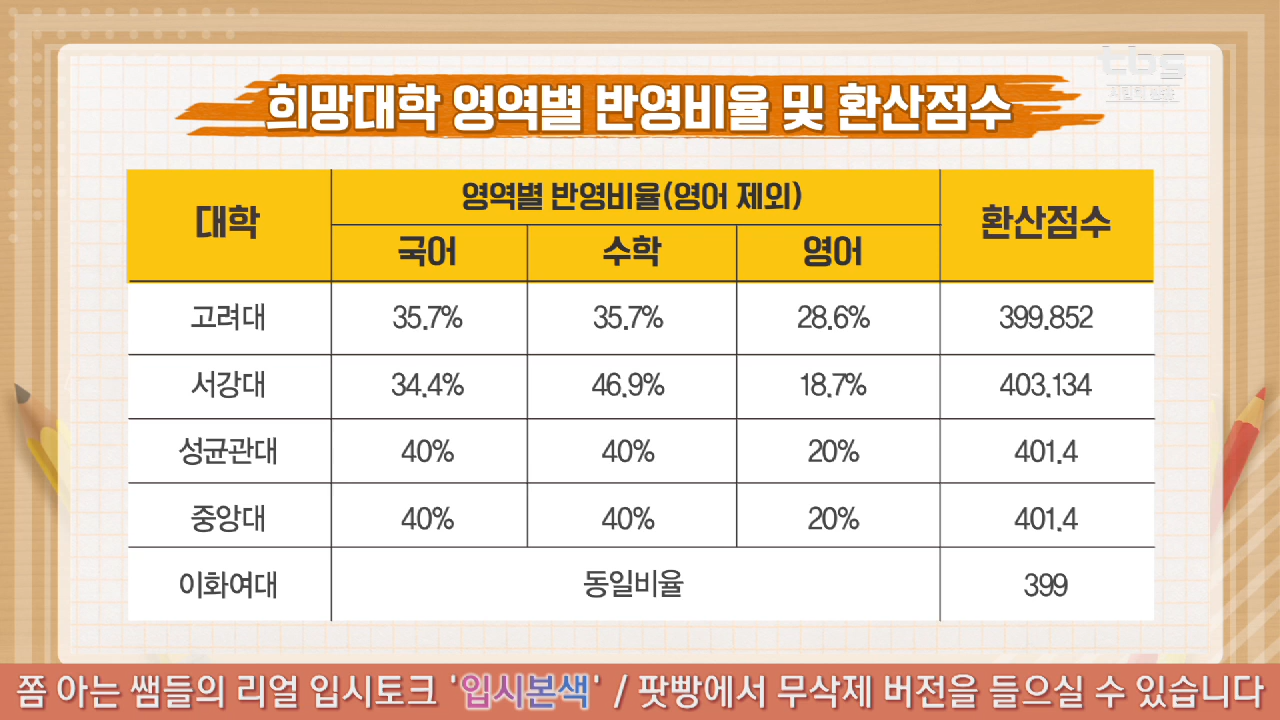 tbs
희망대학 영역별 반영비율 및 환산점수
대학 영역별 반영비율(영어 제외) 환산점수
국어 수학 영어
고려대 35.7% 35.7% 28.6% 399.852
서강대 34.4% 46.9% 18.7% 403.134
성균관대 40% 40% 20% 401.4
중앙대 40% 40% 20% 401.4
이화여대 동일비율 399
쫌 아는 쌤들의 리얼 입시토크 '입시본색' / 팟빵에서 무삭제 버전을 들으실 수 있습니다